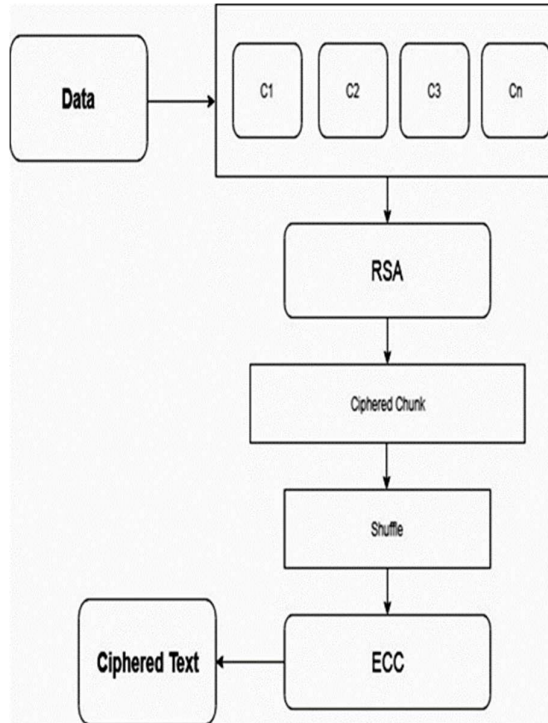 Data
C1 C2 C3 Cn
RSA
Ciphered Chunk
Shuffle
ECC
Ciphered Text